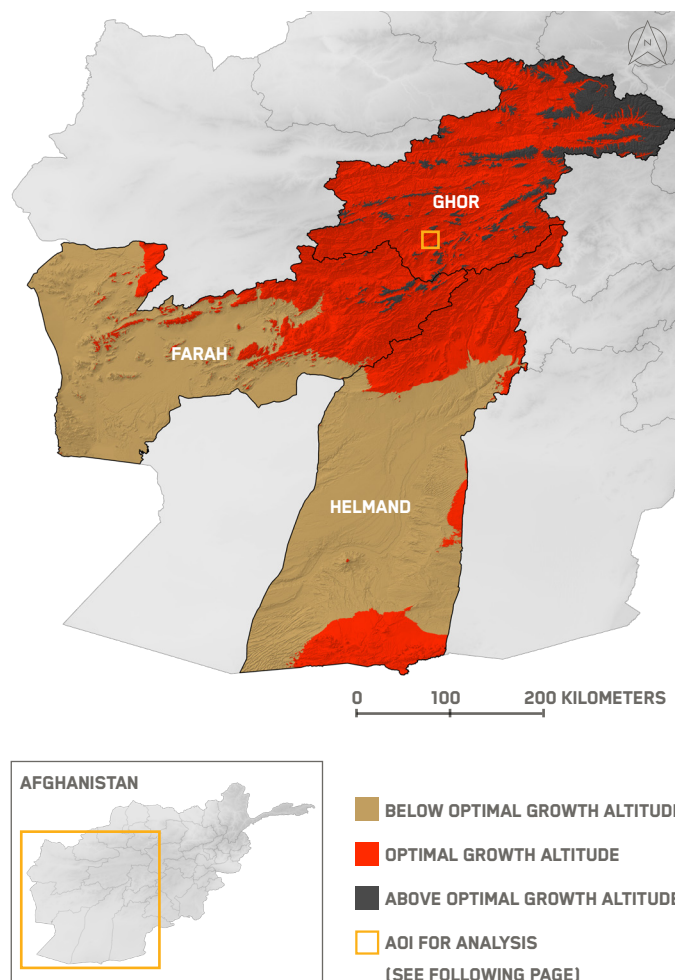 N
GHOR
FARAH
HELMAND
0 100 200 KILOMETERS
AFGHANISTAN
BELOW OPTIMAL GROWTH ALTITUDE
OPTIMAL GROWTH ALTITUDE
ABOVE OPTIMAL GROWTH ALTITUDE
AOI FOR ANALYSIS
(SEE FOLLOWING PAGE)